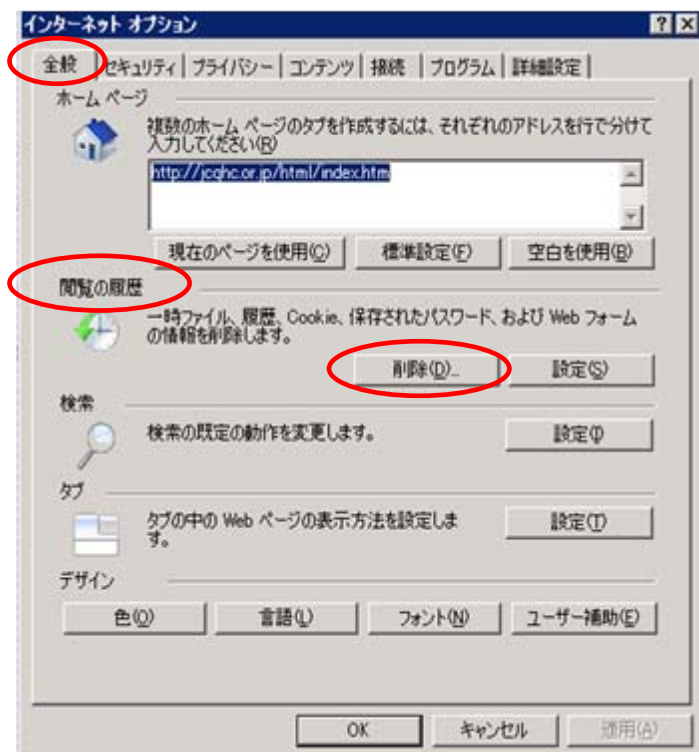 インターネット オプション
全般 セキュリティ プライバシー コンテンツ 接続 プログラム 詳細設定
ホーム ページ
複数のホーム ページのタブを作成するには、それぞれのアドレスを行で分けて
入力してください(R)
http://jcqhc.or.jp/html/index.htm
現在のページを使用(C) 標準設定(F) 空白を使用(B)
閲覧の履歴
一時ファイル、履歴、Cookie、保存されたパスワード、および Web フォーム
の情報を削除します。
削除(D)... 設定(S)
検索
検索の既定の動作を変更します。 設定(I)
タブ
タブの中の Web ページの表示方法を設定しま
す。
設定(T)
デザイン
色(O) 言語(L) フォント(N) ユーザー補助(E)
OK キャンセル 適用(A)